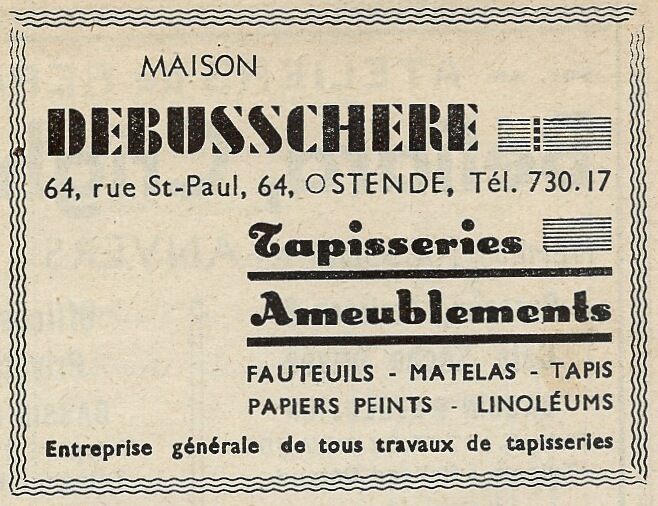 MAISON
DEBUSSCHERE
64, rue St-Paul, 64, OSTENDE, Tél. 730.17
Tapisseries
Ameublements
FAUTEUILS - MATELAS - TAPIS
PAPIERS PEINTS - LINOLÉUMS
Entreprise générale de tous travaux de tapisseries